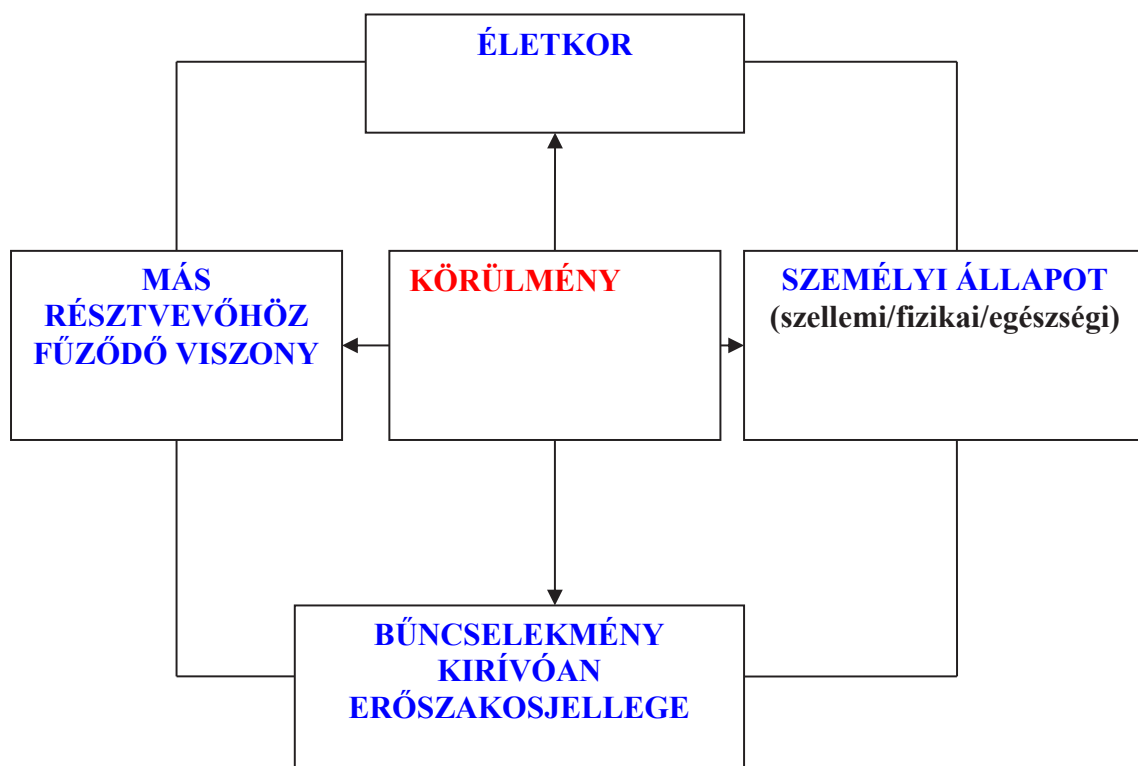 ÉLETKOR
MÁS
RÉSZTVEVŐHÖZ
FŰZŐDŐ VISZONY
KÖRÜLMÉNY
SZEMÉLYI ÁLLAPOT
(szellemi/fizikai/egészségi)
BŰNCSELEKMÉNY
KIRÍVÓAN
ERŐSZAKOSJELLEGE